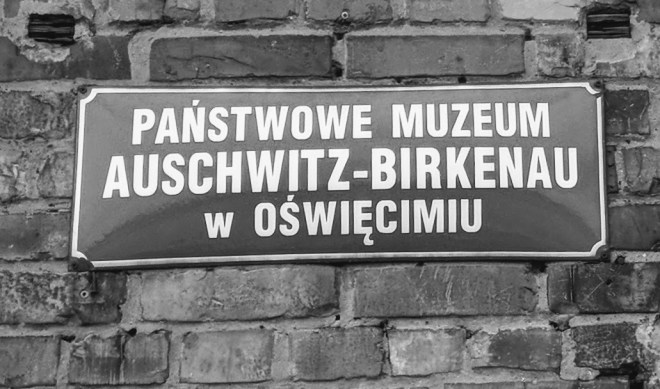 PAŃSTWOWE MUZEUM
AUSCHWITZ-BIRKENAU
w OŚWIĘCIMIU